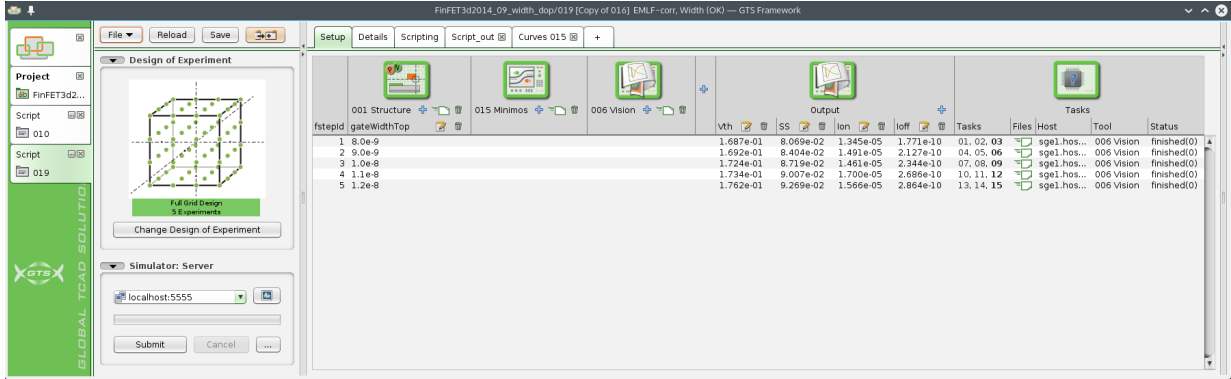 FinFET3d2014_09_width_dop/019 [Copy of 016] EMLF-corr, Width (OK) — GTS Framework
Project
FinFET3d2...
Script
010
Script
019
GTS
GLOBAL TCAD SOLUTIO
File Reload Save
Design of Experiment
Full Grid Design
5 Experiments
Change Design of Experiment
Simulator: Server
localhost:5555
Submit Cancel ...
Setup Details Scripting Script_out Curves 015 +
001 Structure 015 Minimos 006 Vision Output Tasks
fstepId gateWidthTop Vth SS Ion Ioff Tasks Files Host Tool Status
1 8.0e-9 1.687e-01 8.069e-02 1.345e-05 1.771e-10 01, 02, 03 sge1.hos... 006 Vision finished(0)
2 9.0e-9 1.692e-01 8.404e-02 1.491e-05 2.127e-10 04, 05, 06 sge1.hos... 006 Vision finished(0)
3 1.0e-8 1.724e-01 8.719e-02 1.461e-05 2.344e-10 07, 08, 09 sge1.hos... 006 Vision finished(0)
4 1.1e-8 1.734e-01 9.007e-02 1.700e-05 2.686e-10 10, 11, 12 sge1.hos... 006 Vision finished(0)
5 1.2e-8 1.762e-01 9.269e-02 1.566e-05 2.864e-10 13, 14, 15 sge1.hos... 006 Vision finished(0)